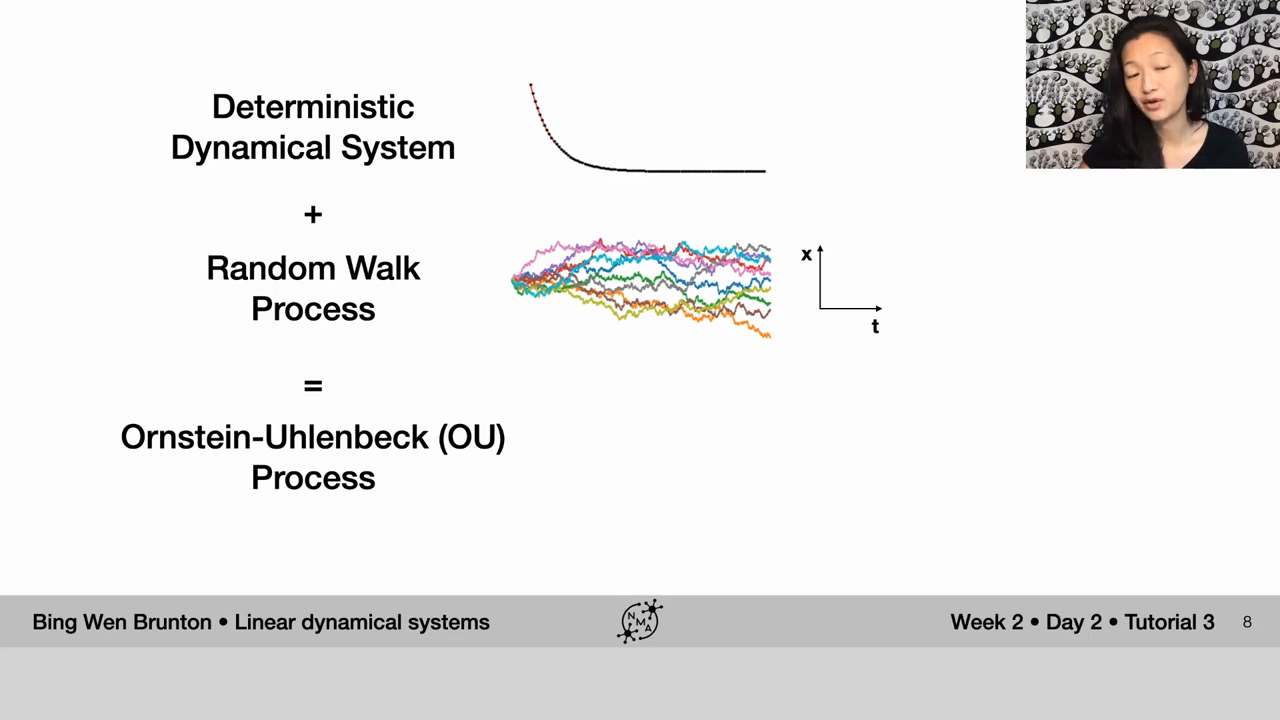 Deterministic
Dynamical System
+
Random Walk
Process
x
t
=
Ornstein-Uhlenbeck (OU)
Process
Bing Wen Brunton • Linear dynamical systems
N
M
A
Week 2 • Day 2 • Tutorial 3
8